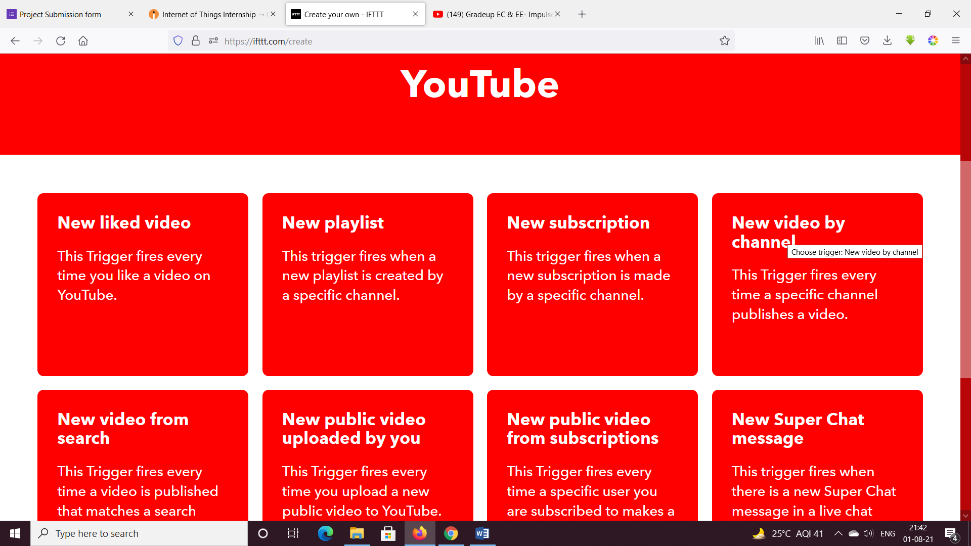 Project Submission form
Internet of Things Internship
Create your own - IFTTT
(149) Gradeup EC & EE- Impuls
https://ifttt.com/create
YouTube
New liked video
This Trigger fires every
time you like a video on
YouTube.
New playlist
This trigger fires when a
new playlist is created by
a specific channel.
New subscription
This trigger fires when a
new subscription is made
by a specific channel.
New video by
channel
Choose trigger: New video by channel
This Trigger fires every
time a specific channel
publishes a video.
New video from
search
This Trigger fires every
time a video is published
that matches a search
New public video
uploaded by you
This Trigger fires every
time you upload a new
public video to YouTube.
New public video
from subscriptions
This Trigger fires every
time a specific user you
are subscribed to makes a
New Super Chat
message
This trigger fires when
there is a new Super Chat
message in a live chat
Type here to search
25°C AQI 41
ENG
21:42
01-08-21
4